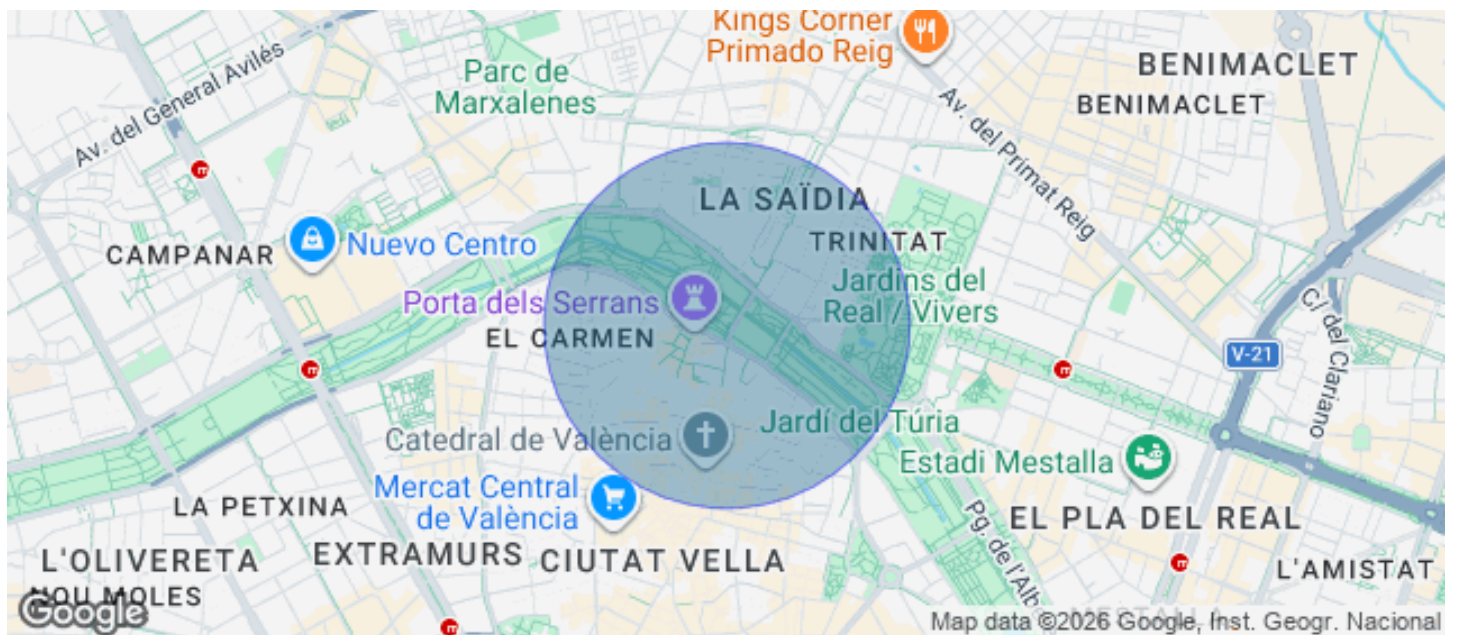 Kings Corner
Primado Reig
BENIMACLET
BENIMACLET
Parc de
Marxalenes
Av. del General Avilés
Av. del Primat Reig
LA SAÏDIA
TRINITAT
CAMPANAR
Nuevo Centro
Jardins del
Real / Vivers
Porta dels Serrans
EL CARMEN
C/ del Clariano
V-21
Jardí del Túria
Catedral de València
Estadi Mestalla
Mercat Central
de València
LA PETXINA
EL PLA DEL REAL
Pg. de l'Alb
L'OLIVERETA
EXTRAMURS
CIUTAT VELLA
L'AMISTAT
NOU MOLES
MESTALLA
Google
Map data ©2026 Google, Inst. Geogr. Nacional